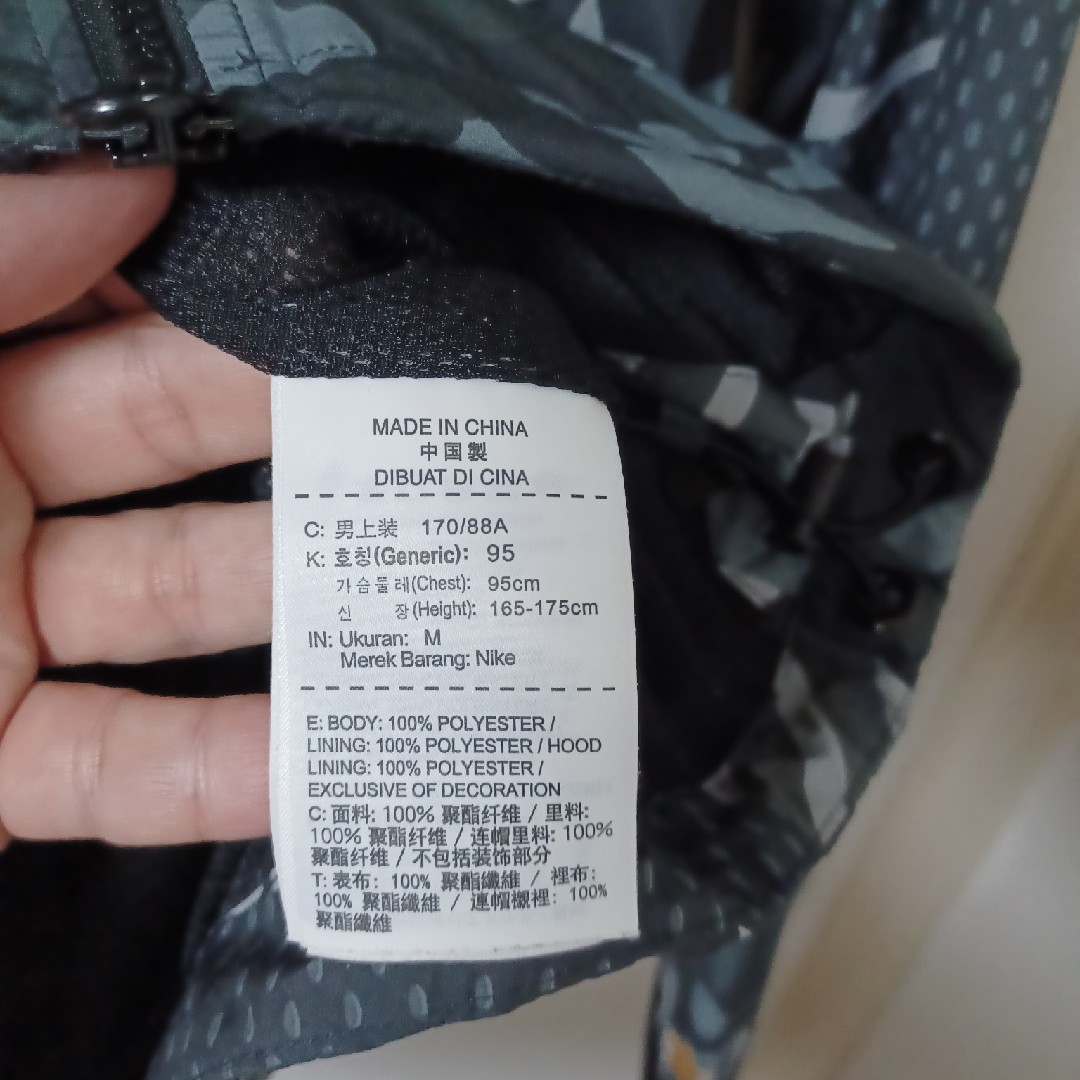 MADE IN CHINA
中国製
DIBUAT DI CINA
C: 男上装 170/88A
K: 호칭(Generic): 95
가슴둘레(Chest): 95cm
신 장(Height): 165-175cm
IN: Ukuran: M
Merek Barang: Nike
E: BODY: 100% POLYESTER /
LINING: 100% POLYESTER / HOOD
LINING: 100% POLYESTER /
EXCLUSIVE OF DECORATION
C: 面料: 100% 聚酯纤维 / 里料:
100% 聚酯纤维 / 连帽里料: 100%
聚酯纤维 / 不包括装饰部分
T: 表布: 100% 聚酯纖維 / 裡布:
100% 聚酯纖維 / 連帽襯裡: 100%
聚酯纖維